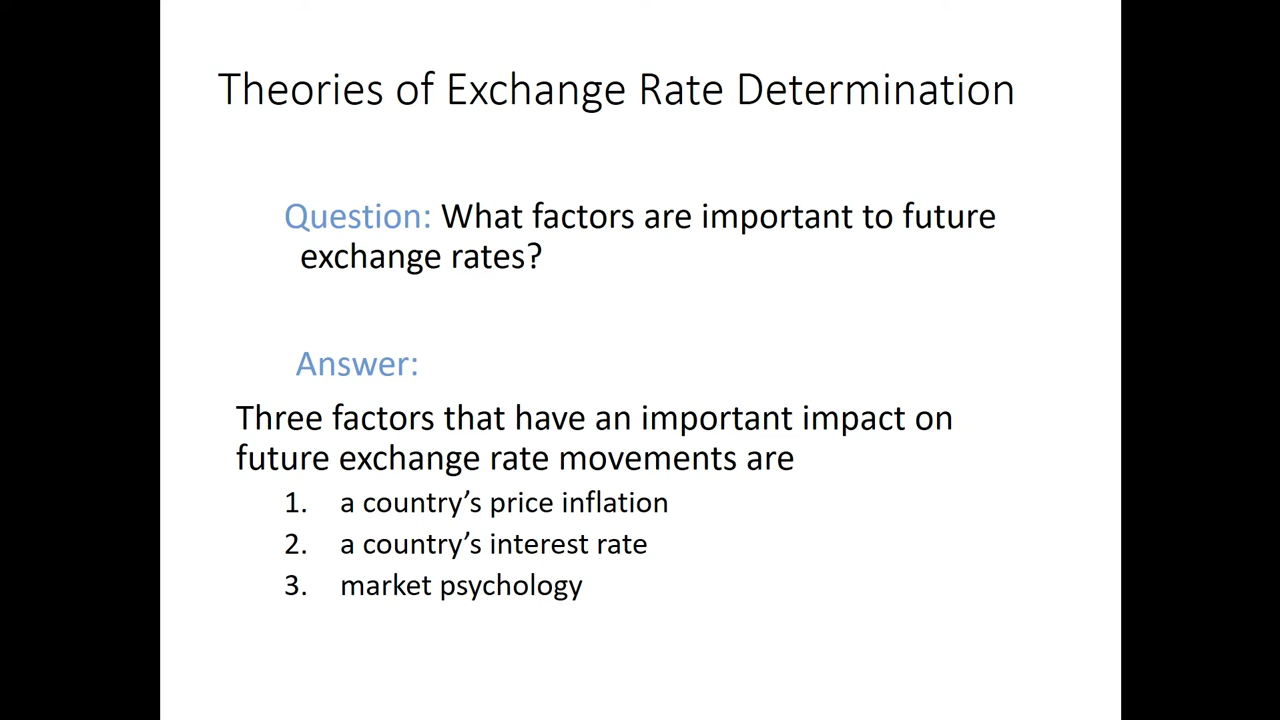 Theories of Exchange Rate Determination
Question: What factors are important to future
exchange rates?
Answer:
Three factors that have an important impact on
future exchange rate movements are
1. a country’s price inflation
2. a country’s interest rate
3. market psychology